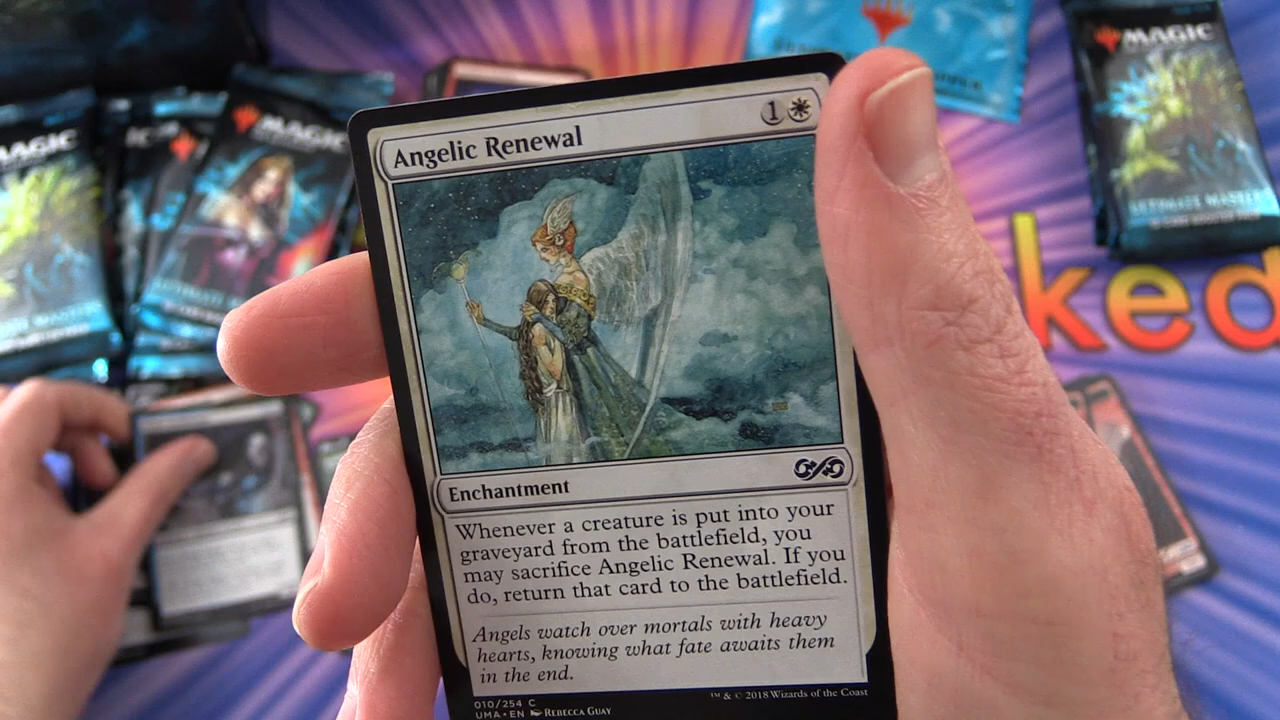 MAGIC
MAGIC
MAGIC
ULTIMATE MASTERS
ked
Angelic Renewal
1
Enchantment
Whenever a creature is put into your
graveyard from the battlefield, you
may sacrifice Angelic Renewal. If you
do, return that card to the battlefield.
Angels watch over mortals with heavy
hearts, knowing what fate awaits them
in the end.
010/254 C
UMA • EN REBECCA GUAY
™ & © 2018 Wizards of the Coast